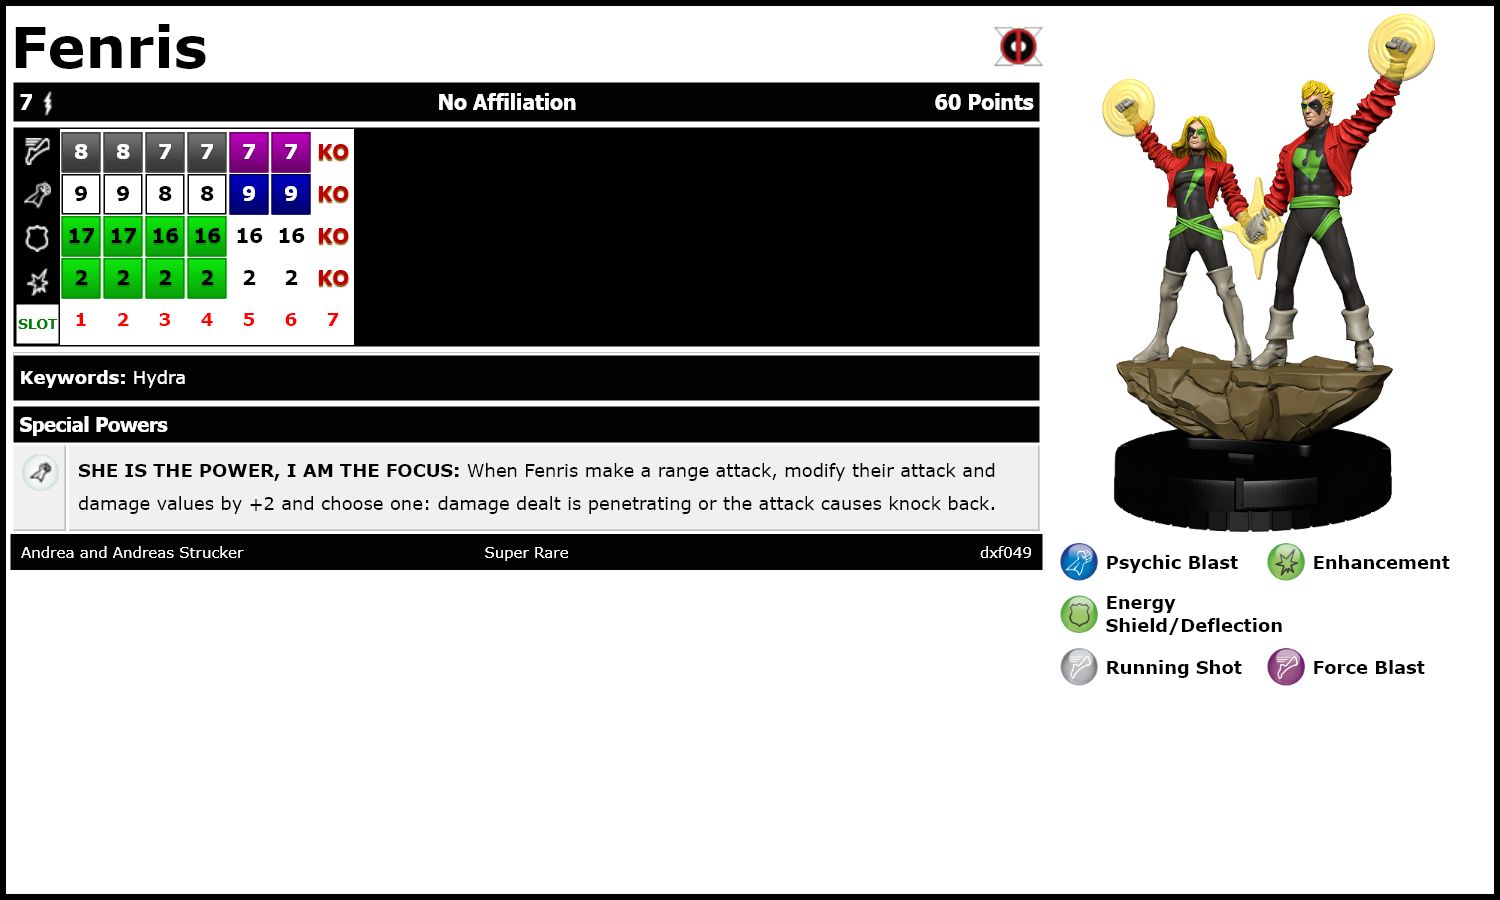 Fenris
7 No Affiliation 60 Points
8 8 7 7 7 7 KO
9 9 8 8 9 9 KO
17 17 16 16 16 16 KO
2 2 2 2 2 2 KO
SLOT 1 2 3 4 5 6 7
Keywords: Hydra
Special Powers
SHE IS THE POWER, I AM THE FOCUS: When Fenris make a range attack, modify their attack and
damage values by +2 and choose one: damage dealt is penetrating or the attack causes knock back.
Andrea and Andreas Strucker Super Rare dxf049
Psychic Blast Enhancement
Energy
Shield/Deflection
Running Shot Force Blast